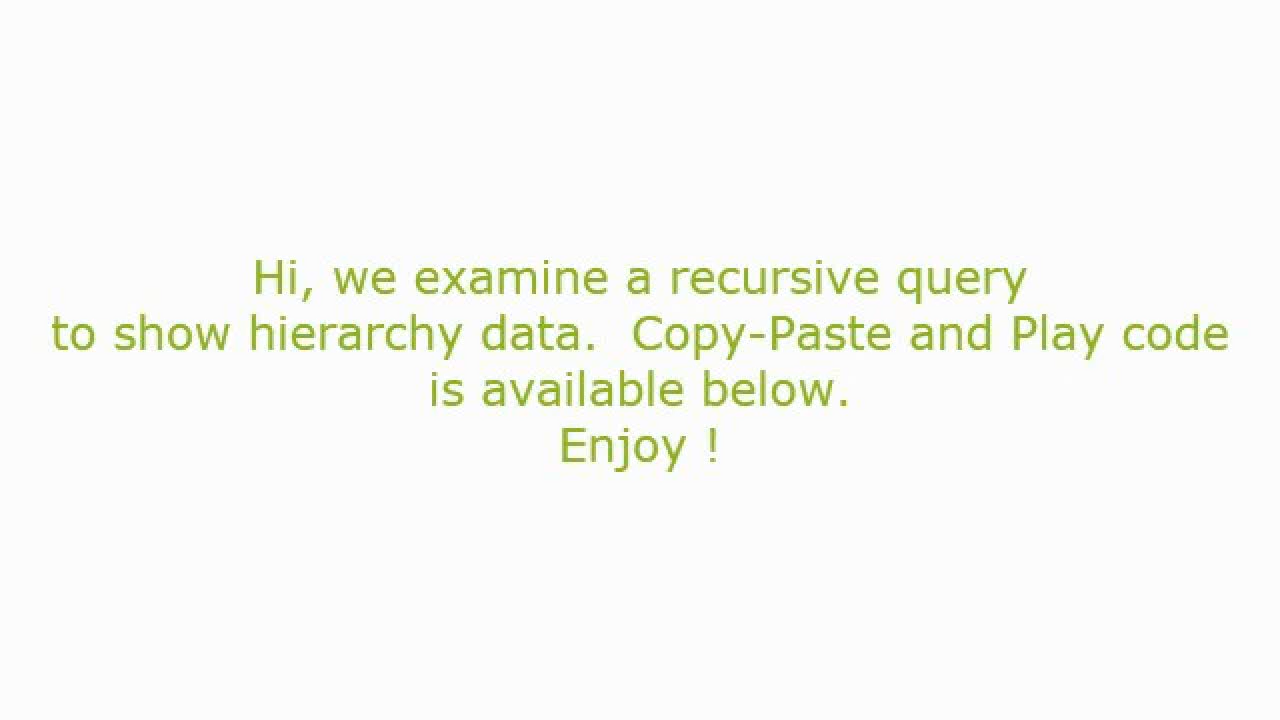 Hi, we examine a recursive query
to show hierarchy data.  Copy-Paste and Play code
is available below.
Enjoy !